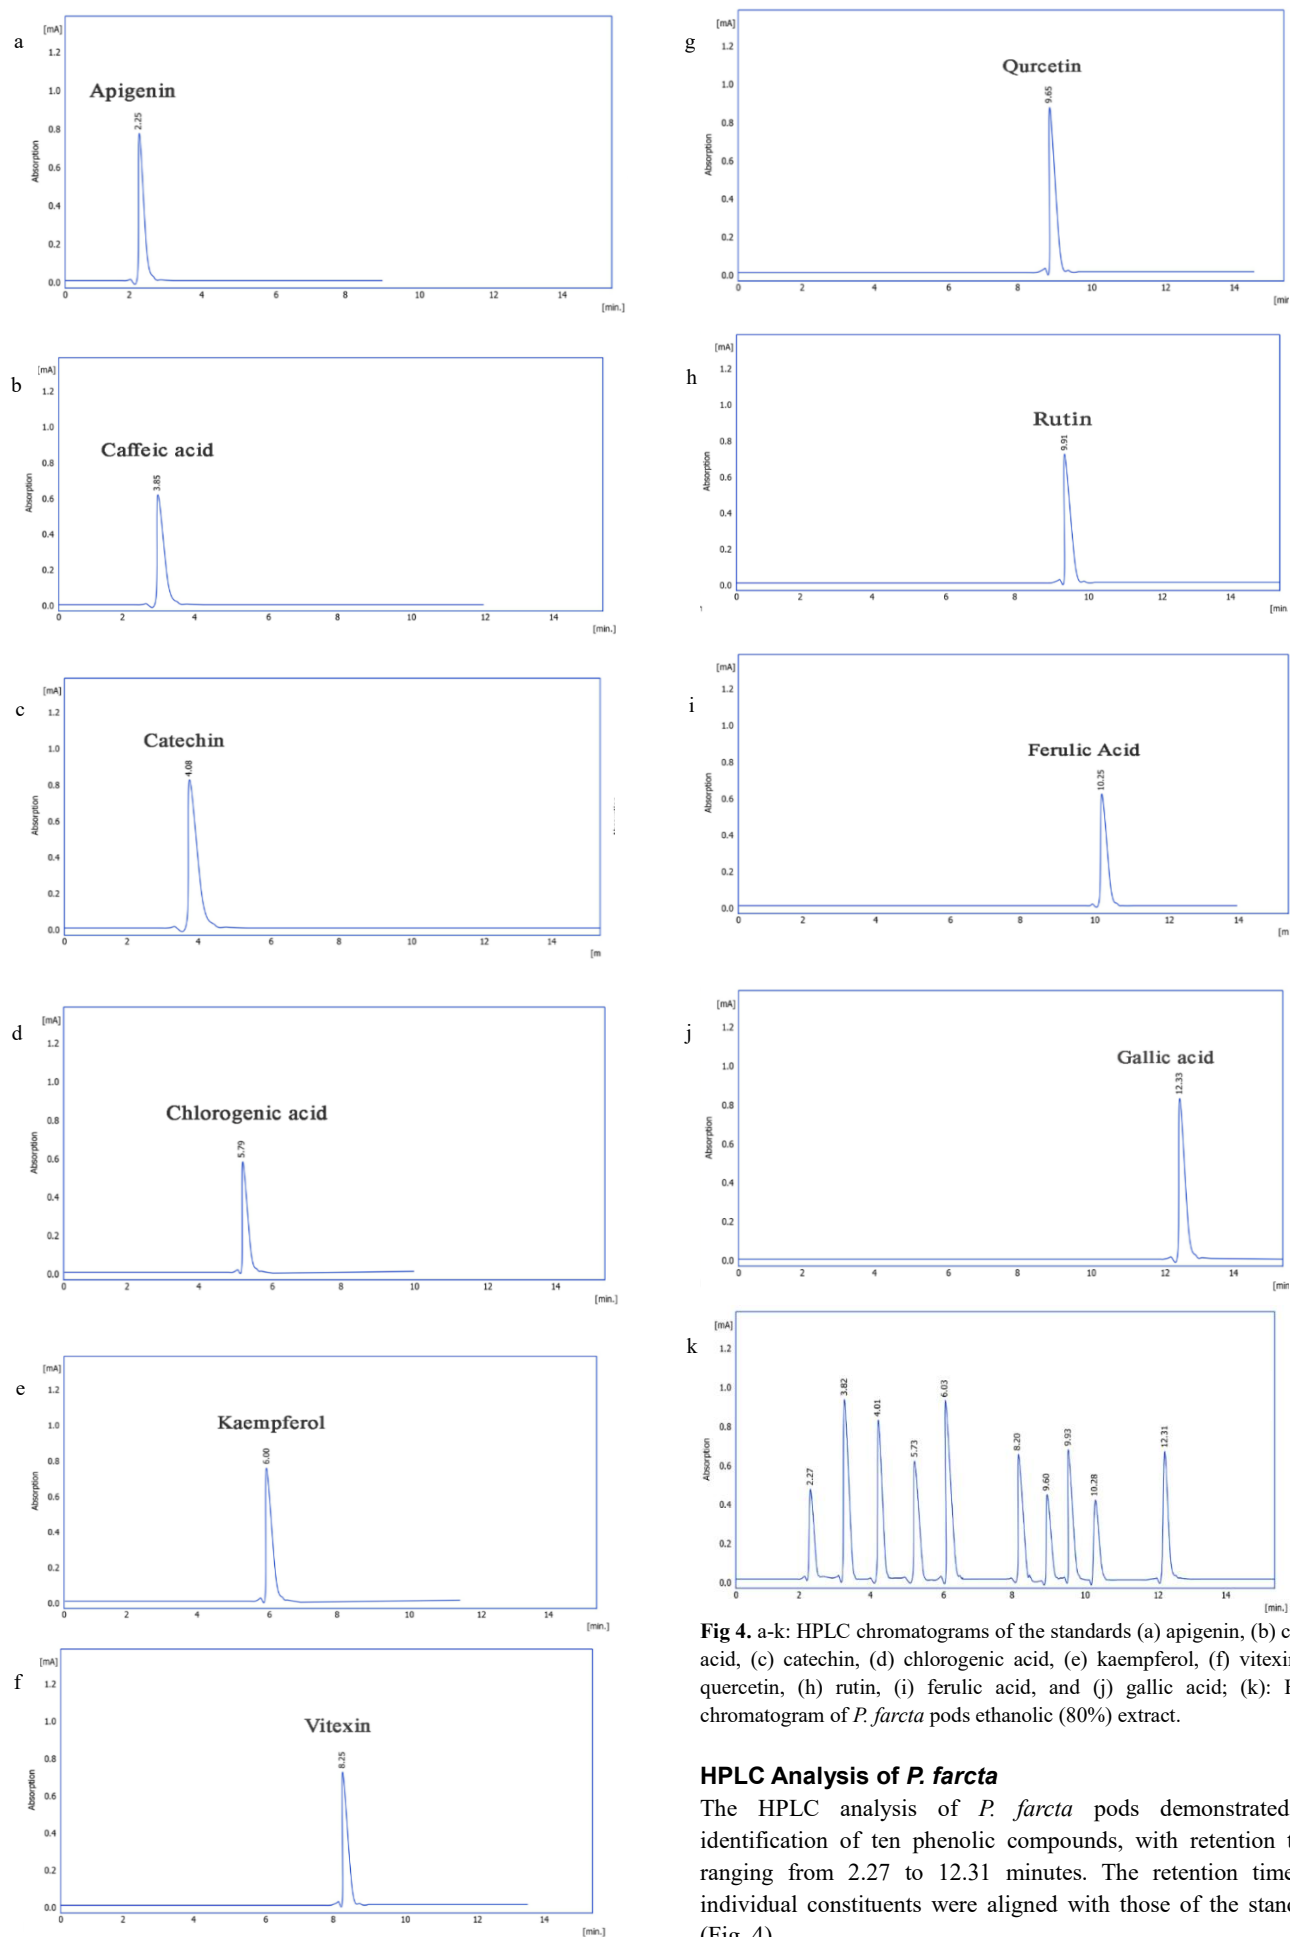 a
[mA]
1.2
1.0
0.8
0.6
0.4
0.2
0.0
Absorption
Apigenin
2.25
0 2 4 6 8 10 12 14
[min.]
b
[mA]
1.2
1.0
0.8
0.6
0.4
0.2
0.0
Absorption
Caffeic acid
3.85
0 2 4 6 8 10 12 14
[min.]
c
[mA]
1.2
1.0
0.8
0.6
0.4
0.2
0.0
Absorption
Catechin
4.08
0 2 4 6 8 10 12 14
[m
d
[mA]
1.2
1.0
0.8
0.6
0.4
0.2
0.0
Absorption
Chlorogenic acid
5.79
0 2 4 6 8 10 12 14
[min.]
e
[mA]
1.2
1.0
0.8
0.6
0.4
0.2
0.0
Absorption
Kaempferol
6.00
0 2 4 6 8 10 12 14
[min.]
f
[mA]
1.2
1.0
0.8
0.6
0.4
0.2
0.0
Absorption
Vitexin
8.25
0 2 4 6 8 10 12 14
[min.]
g
[mA]
1.2
1.0
0.8
0.6
0.4
0.2
0.0
Absorption
Qurcetin
9.65
0 2 4 6 8 10 12 14
[min
h
[mA]
1.2
1.0
0.8
0.6
0.4
0.2
0.0
Absorption
Rutin
9.91
0 2 4 6 8 10 12 14
[min
i
[mA]
1.2
1.0
0.8
0.6
0.4
0.2
0.0
Absorption
Ferulic Acid
10.25
0 2 4 6 8 10 12 14
[m
j
[mA]
1.2
1.0
0.8
0.6
0.4
0.2
0.0
Absorption
Gallic acid
12.33
0 2 4 6 8 10 12 14
[min
k
[mA]
1.2
1.0
0.8
0.6
0.4
0.2
0.0
Absorption
2.27 3.82 4.01 5.73 6.03 8.20 9.60 9.93 10.28 12.31
2 4 6 8 10 12 14
[min.]
Fig 4. a-k: HPLC chromatograms of the standards (a) apigenin, (b) c
acid, (c) catechin, (d) chlorogenic acid, (e) kaempferol, (f) vitexin
quercetin, (h) rutin, (i) ferulic acid, and (j) gallic acid; (k): H
chromatogram of P. farcta pods ethanolic (80%) extract.
HPLC Analysis of P. farcta
The HPLC analysis of P. farcta pods demonstrated
identification of ten phenolic compounds, with retention t
ranging from 2.27 to 12.31 minutes. The retention time
individual constituents were aligned with those of the stand
(Fig. 4)